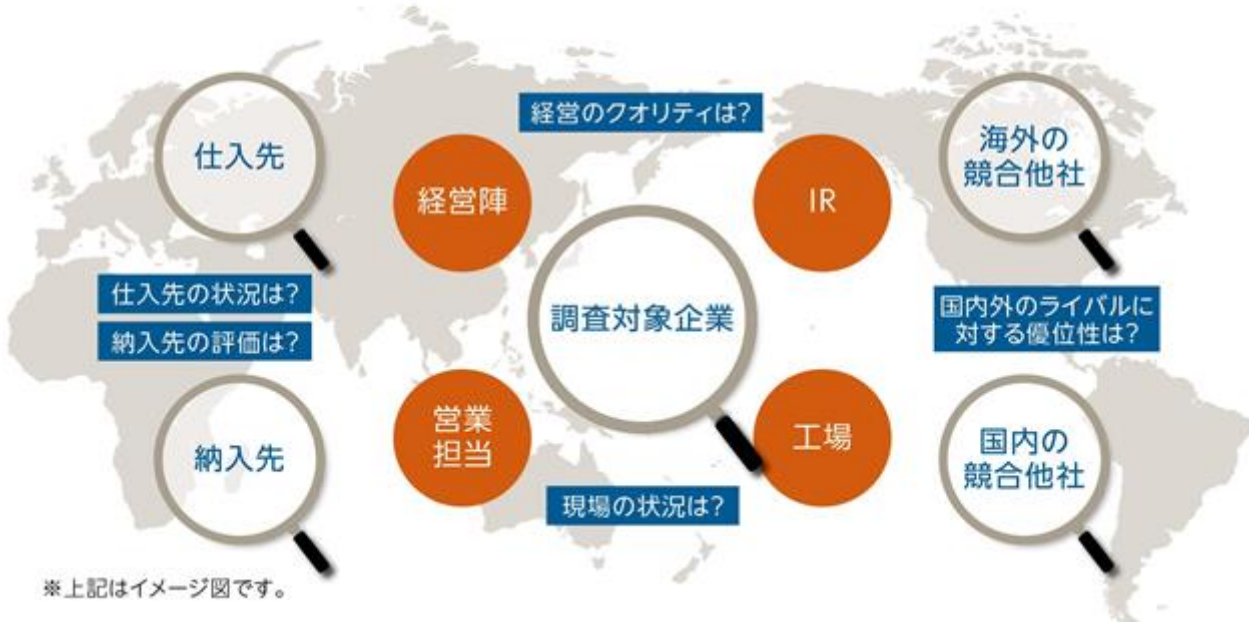 経営のクオリティは?
仕入先
経営陣
IR
海外の
競合他社
仕入先の状況は?
納入先の評価は?
調査対象企業
国内外のライバルに
対する優位性は?
納入先
営業
担当
工場
国内の
競合他社
現場の状況は?
※上記はイメージ図です。